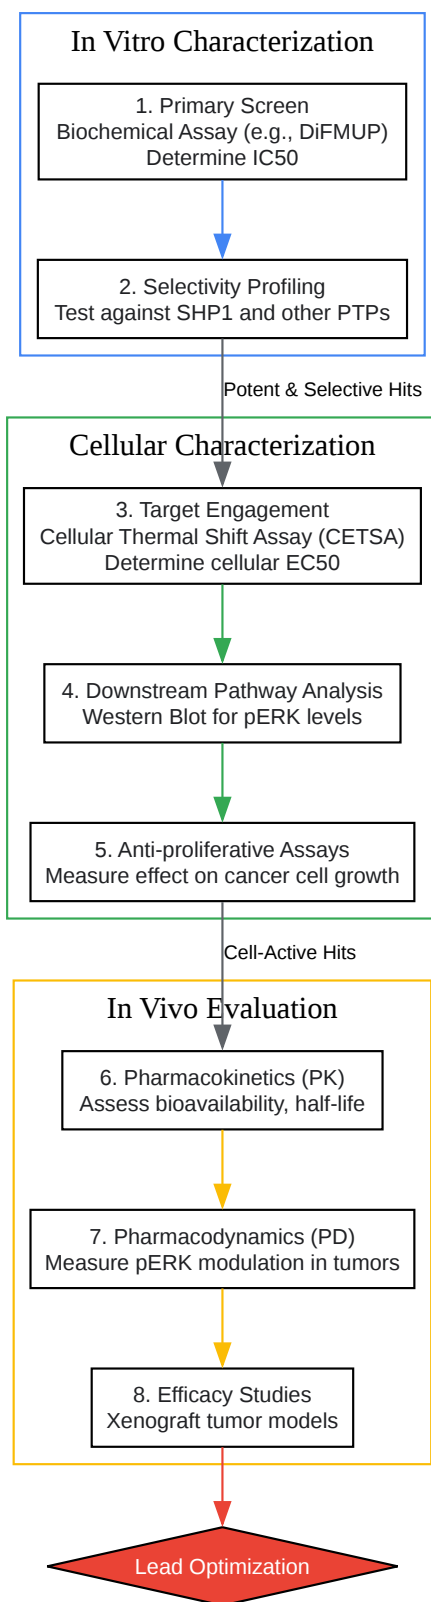 In Vitro Characterization
1. Primary Screen
Biochemical Assay (e.g., DiFMUP)
Determine IC50
2. Selectivity Profiling
Test against SHP1 and other PTPs
Potent & Selective Hits
Cellular Characterization
3. Target Engagement
Cellular Thermal Shift Assay (CETSA)
Determine cellular EC50
4. Downstream Pathway Analysis
Western Blot for pERK levels
5. Anti-proliferative Assays
Measure effect on cancer cell growth
Cell-Active Hits
In Vivo Evaluation
6. Pharmacokinetics (PK)
Assess bioavailability, half-life
7. Pharmacodynamics (PD)
Measure pERK modulation in tumors
8. Efficacy Studies
Xenograft tumor models
Lead Optimization